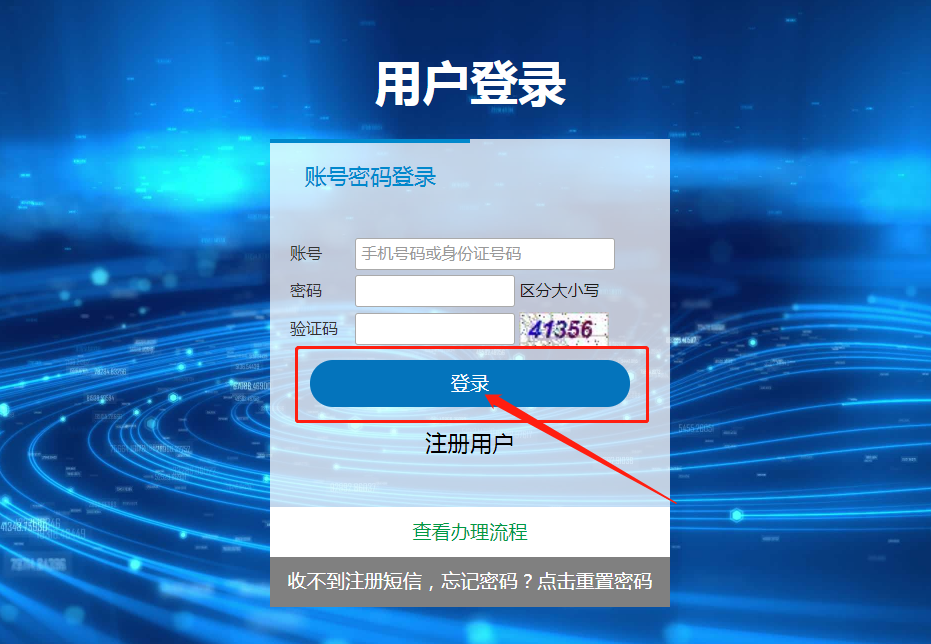 用户登录
账号密码登录
账号 手机号码或身份证号码
密码 区分大小写
验证码 41356
登录
注册用户
查看办理流程
收不到注册短信，忘记密码？点击重置密码